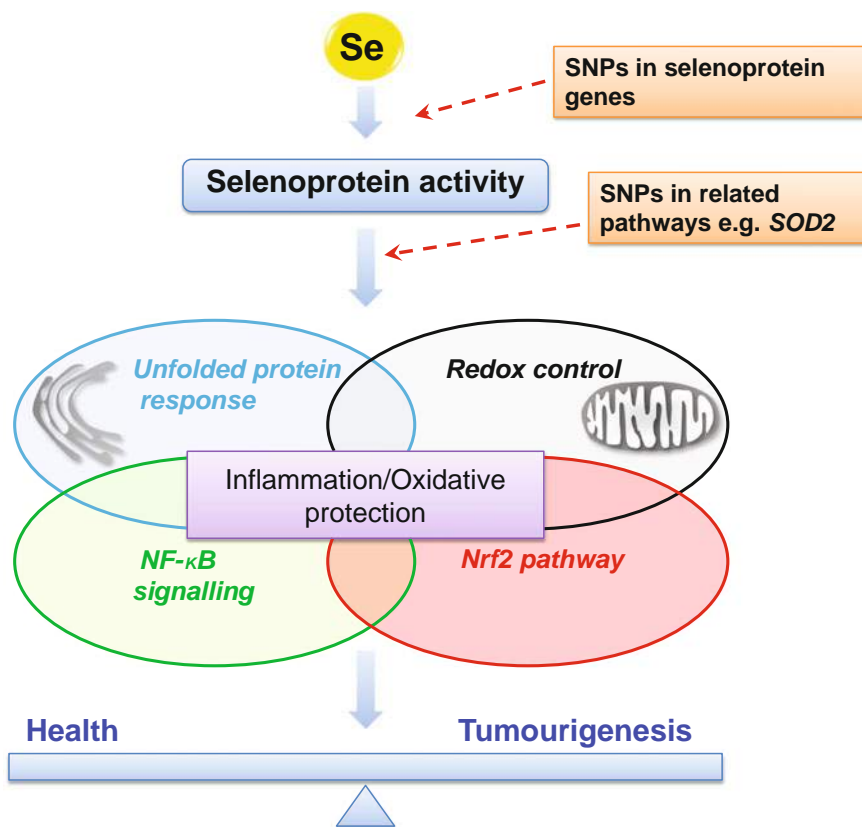 Se
SNPs in selenoprotein
genes
Selenoprotein activity
SNPs in related
pathways e.g. SOD2
Unfolded protein
response
Redox control
Inflammation/Oxidative
protection
NF-κB
signalling
Nrf2 pathway
Health
Tumourigenesis